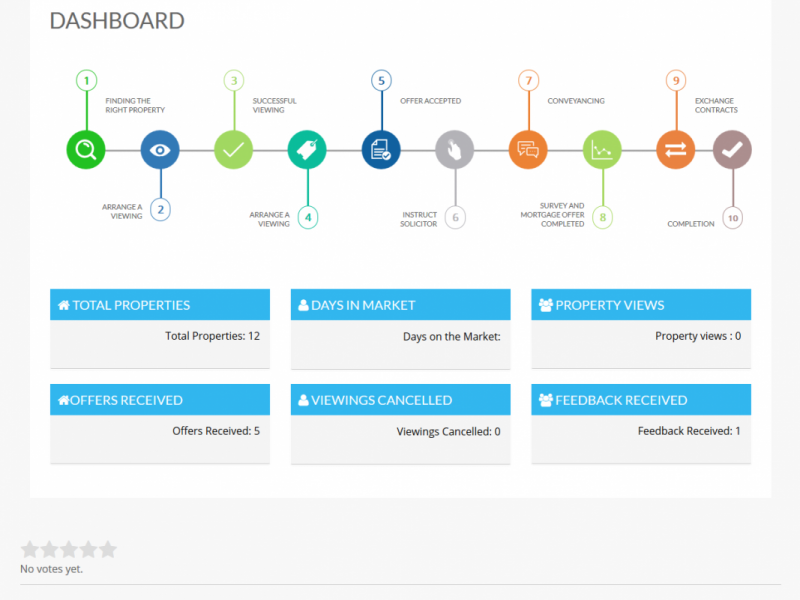 DASHBOARD
1
FINDING THE
RIGHT PROPERTY
3
SUCCESSFUL
VIEWING
5
OFFER ACCEPTED
7
CONVEYANCING
9
EXCHANGE
CONTRACTS
ARRANGE A
VIEWING
2
ARRANGE A
VIEWING
4
INSTRUCT
SOLICITOR
6
SURVEY AND
MORTGAGE OFFER
COMPLETED
8
COMPLETION
10
TOTAL PROPERTIES
Total Properties: 12
DAYS IN MARKET
Days on the Market:
PROPERTY VIEWS
Property views : 0
OFFERS RECEIVED
Offers Received: 5
VIEWINGS CANCELLED
Viewings Cancelled: 0
FEEDBACK RECEIVED
Feedback Received: 1
No votes yet.